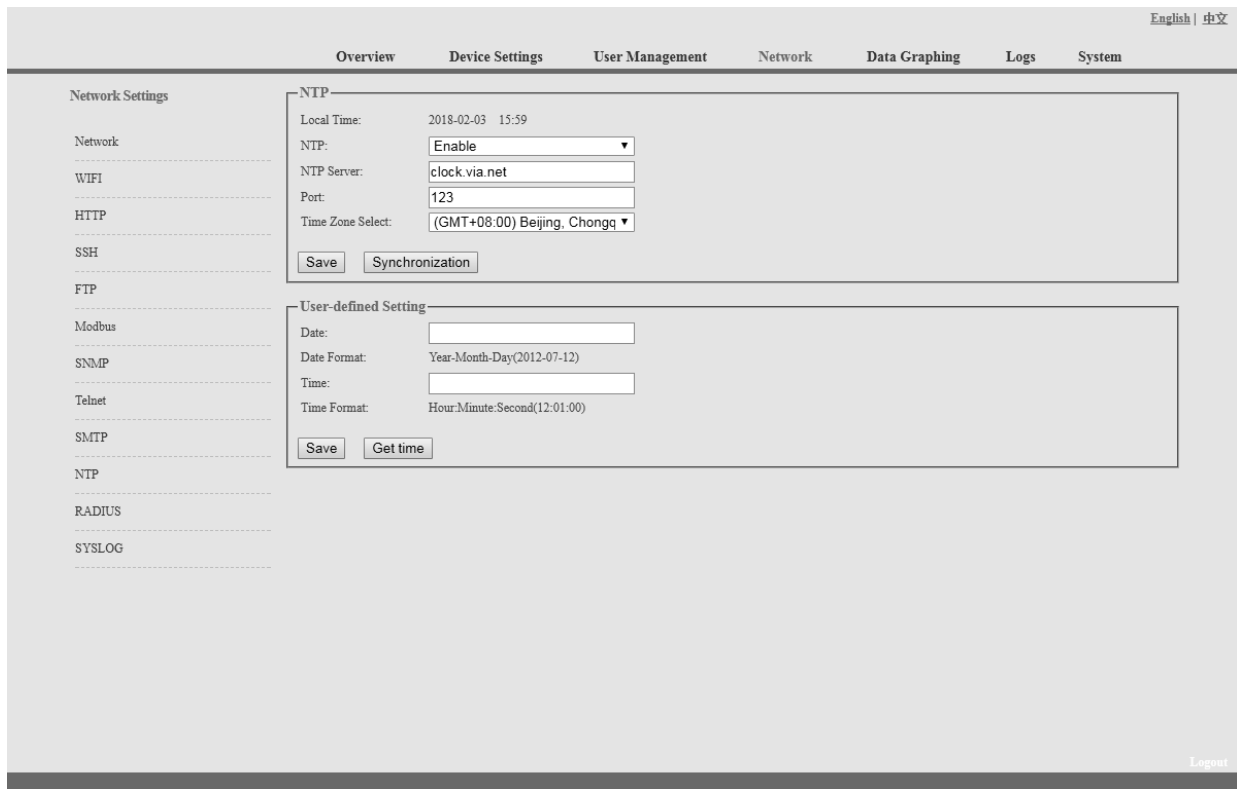 English | 中文
Overview Device Settings User Management Network Data Graphing Logs System
Network Settings
Network
WIFI
HTTP
SSH
FTP
Modbus
SNMP
Telnet
SMTP
NTP
RADIUS
SYSLOG
NTP
Local Time: 2018-02-03 15:59
NTP: Enable
NTP Server: clock.via.net
Port: 123
Time Zone Select: (GMT+08:00) Beijing, Chongq
Save Synchronization
User-defined Setting
Date:
Date Format: Year-Month-Day(2012-07-12)
Time:
Time Format: Hour:Minute:Second(12:01:00)
Save Get time
Logout